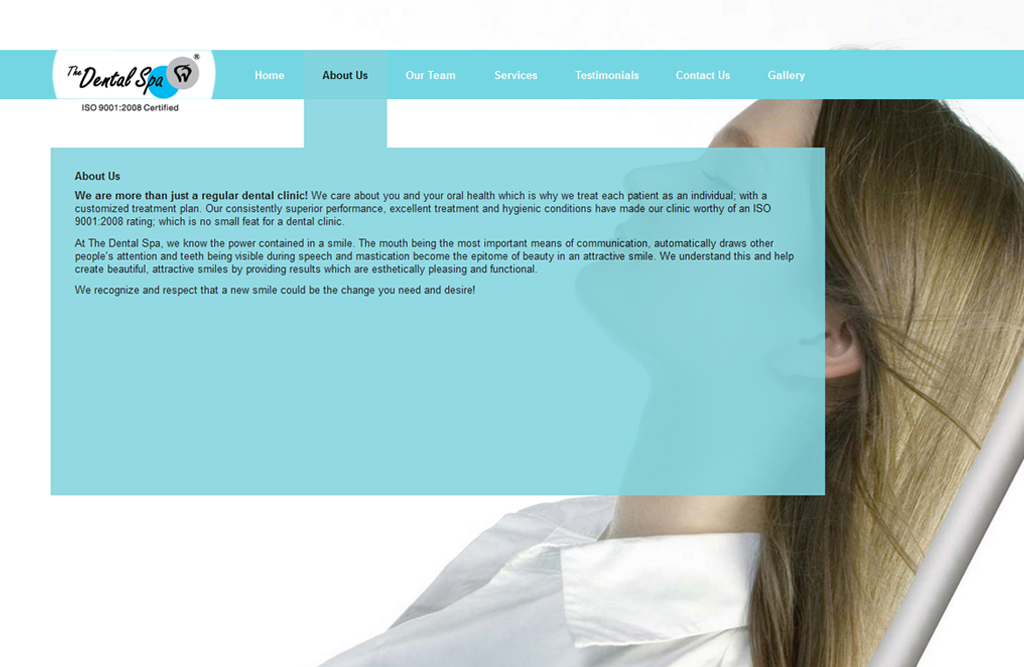 The Dental Spa ®
ISO 9001:2008 Certified
Home About Us Our Team Services Testimonials Contact Us Gallery
About Us
We are more than just a regular dental clinic! We care about you and your oral health which is why we treat each patient as an individual; with a
customized treatment plan. Our consistently superior performance, excellent treatment and hygienic conditions have made our clinic worthy of an ISO
9001:2008 rating; which is no small feat for a dental clinic.
At The Dental Spa, we know the power contained in a smile. The mouth being the most important means of communication, automatically draws other
people's attention and teeth being visible during speech and mastication become the epitome of beauty in an attractive smile. We understand this and help
create beautiful, attractive smiles by providing results which are esthetically pleasing and functional.
We recognize and respect that a new smile could be the change you need and desire!